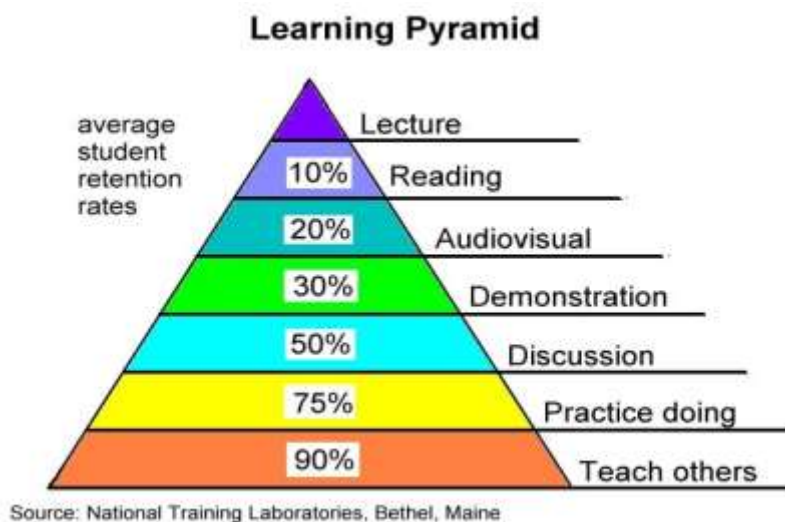 Learning Pyramid
average
student
retention
rates
Lecture
10% Reading
20% Audiovisual
30% Demonstration
50% Discussion
75% Practice doing
90% Teach others
Source: National Training Laboratories, Bethel, Maine